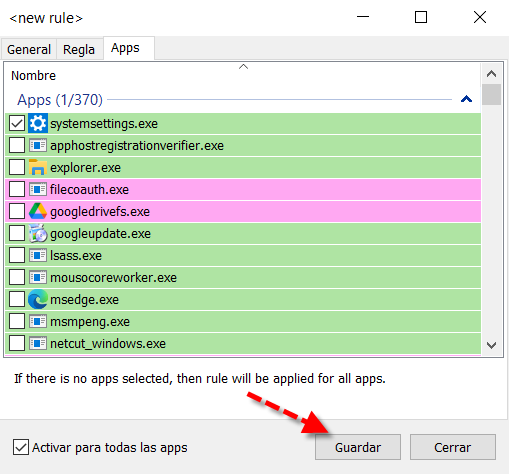 <new rule>
General Regla Apps
Nombre
Apps (1/370)
systemsettings.exe
apphostregistrationverifier.exe
explorer.exe
filecoauth.exe
googledrivefs.exe
googleupdate.exe
lsass.exe
mousocoreworker.exe
msedge.exe
msmpeng.exe
netcut_windows.exe
If there is no apps selected, then rule will be applied for all apps.
Activar para todas las apps Guardar Cerrar